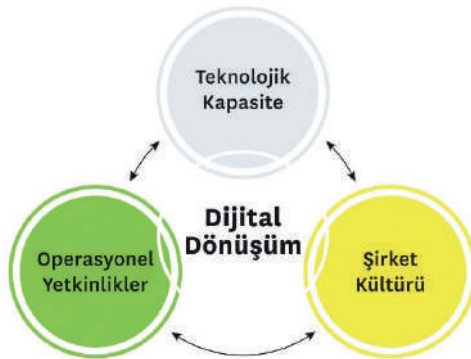 Teknolojik
Kapasite
Dijital
Dönüşüm
Operasyonel
Yetkinlikler
Şirket
Kültürü